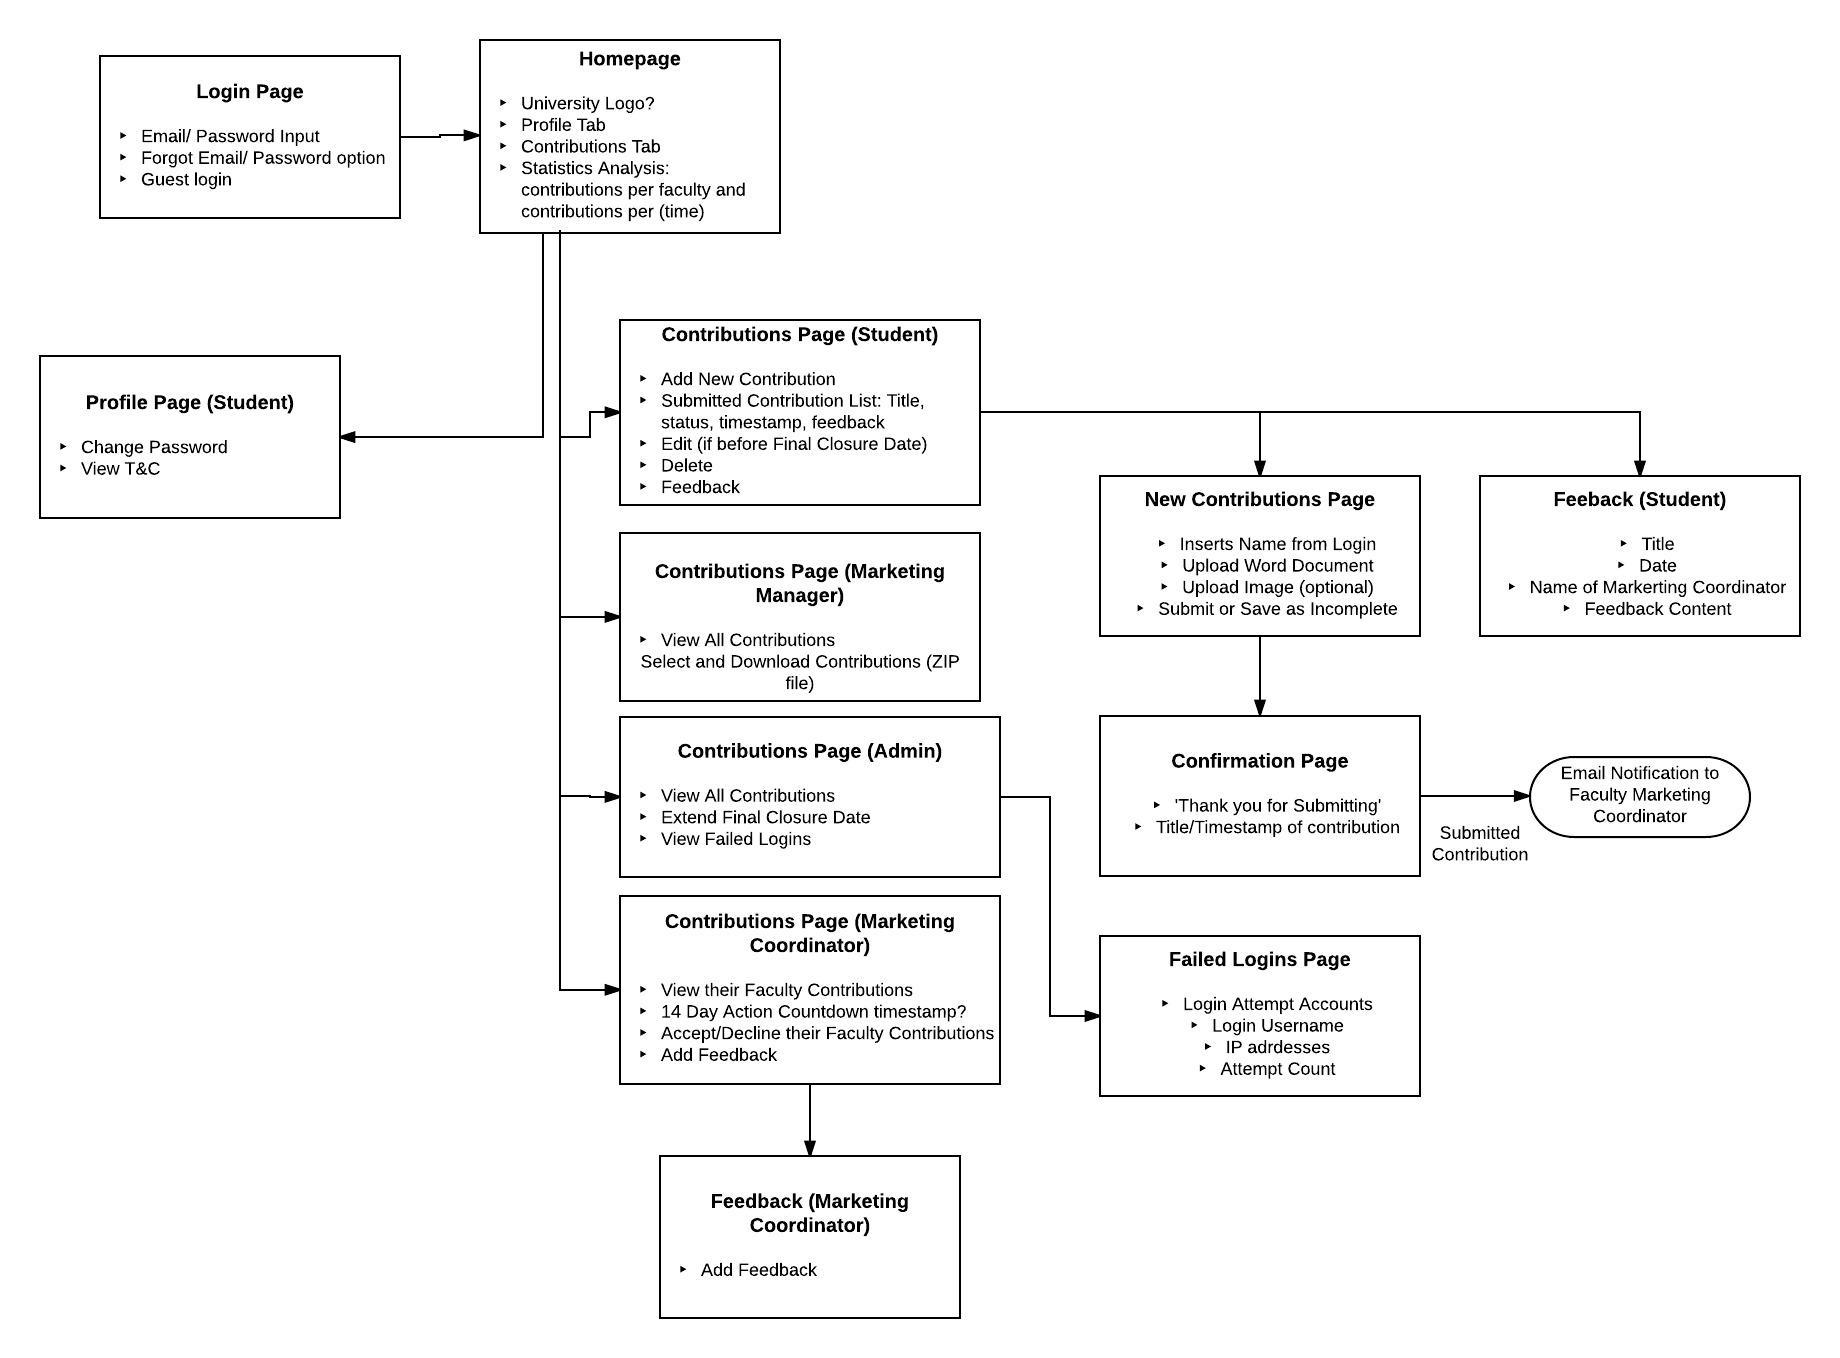 Login Page
Email/ Password Input
Forgot Email/ Password option
Guest login
Homepage
University Logo?
Profile Tab
Contributions Tab
Statistics Analysis:
contributions per faculty and
contributions per (time)
Profile Page (Student)
Change Password
View T&C
Contributions Page (Student)
Add New Contribution
Submitted Contribution List: Title,
status, timestamp, feedback
Edit (if before Final Closure Date)
Delete
Feedback
New Contributions Page
Inserts Name from Login
Upload Word Document
Upload Image (optional)
Submit or Save as Incomplete
Feeback (Student)
Title
Date
Name of Markerting Coordinator
Feedback Content
Contributions Page (Marketing
Manager)
View All Contributions
Select and Download Contributions (ZIP
file)
Contributions Page (Admin)
View All Contributions
Extend Final Closure Date
View Failed Logins
Confirmation Page
'Thank you for Submitting'
Title/Timestamp of contribution
Submitted
Contribution
Email Notification to
Faculty Marketing
Coordinator
Contributions Page (Marketing
Coordinator)
View their Faculty Contributions
14 Day Action Countdown timestamp?
Accept/Decline their Faculty Contributions
Add Feedback
Failed Logins Page
Login Attempt Accounts
Login Username
IP adrdesses
Attempt Count
Feedback (Marketing
Coordinator)
Add Feedback